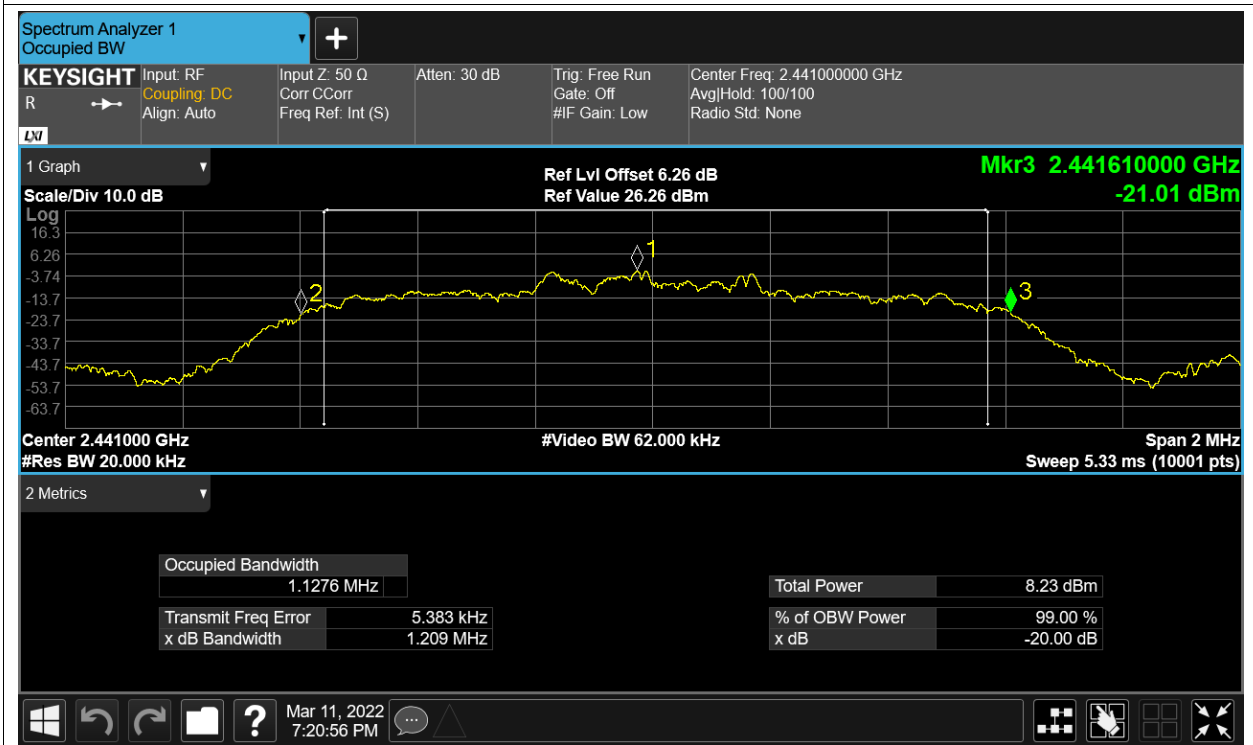 Spectrum Analyzer 1
Occupied BW
KEYSIGHT
R
LXI
Input: RF
Coupling: DC
Align: Auto
Input Z: 50 Ω
Corr CCorr
Freq Ref: Int (S)
Atten: 30 dB
Trig: Free Run
Gate: Off
#IF Gain: Low
Center Freq: 2.441000000 GHz
Avg|Hold: 100/100
Radio Std: None
1 Graph
Scale/Div 10.0 dB
Ref Lvl Offset 6.26 dB
Ref Value 26.26 dBm
Mkr3 2.441610000 GHz
-21.01 dBm
Log
16.3
6.26
-3.74
-13.7
-23.7
-33.7
-43.7
-53.7
-63.7
1
2
3
Center 2.441000 GHz
#Video BW 62.000 kHz
Span 2 MHz
#Res BW 20.000 kHz
Sweep 5.33 ms (10001 pts)
2 Metrics
Occupied Bandwidth
1.1276 MHz
Transmit Freq Error 5.383 kHz
x dB Bandwidth 1.209 MHz
Total Power 8.23 dBm
% of OBW Power 99.00 %
x dB -20.00 dB
?
Mar 11, 2022
7:20:56 PM